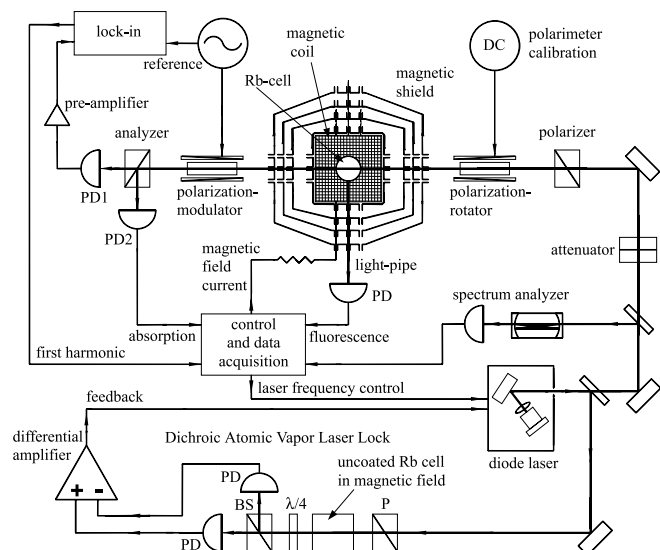 lock-in
reference
magnetic
coil
Rb-cell
magnetic
shield
DC
polarimeter
calibration
pre-amplifier
analyzer
polarizer
PD1
polarization-
modulator
polarization-
rotator
PD2
magnetic
field
current
light-pipe
attenuator
PD
spectrum analyzer
absorption
control
and data
acquisition
fluorescence
first harmonic
laser frequency control
feedback
differential
amplifier
Dichroic Atomic Vapor Laser Lock
diode laser
uncoated Rb cell
in magnetic field
PD
BS
λ/4
P
+ -
PD